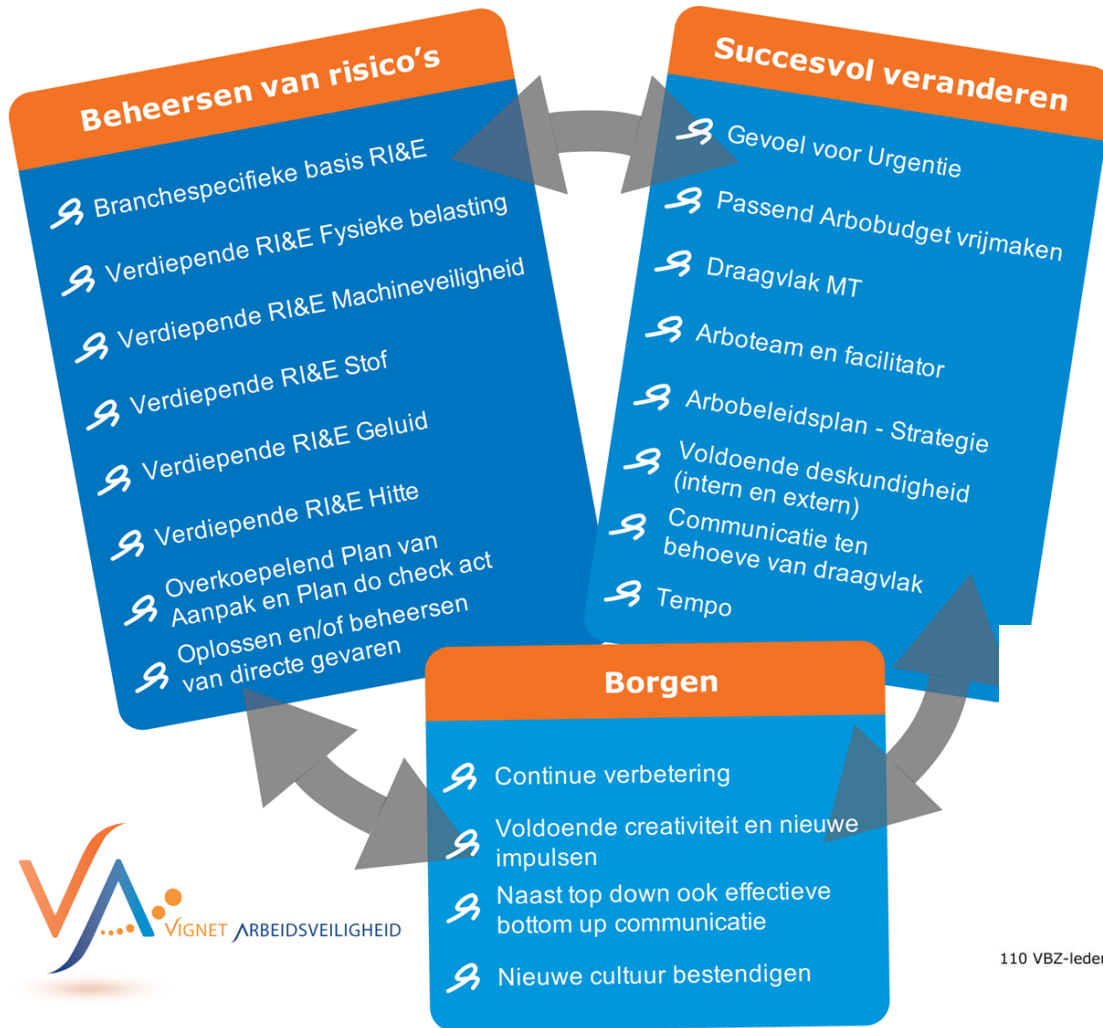 Beheersen van risico's
Branchespecifieke basis RI&E
Verdiepende RI&E Fysieke belasting
Verdiepende RI&E Machineveiligheid
Verdiepende RI&E Stof
Verdiepende RI&E Geluid
Verdiepende RI&E Hitte
Overkoepelend Plan van
Aanpak en Plan do check act
Oplossen en/of beheersen
van directe gevaren
Succesvol veranderen
Gevoel voor Urgentie
Passend Arbobudget vrijmaken
Draagvlak MT
Arboteam en facilitator
Arbobeleidsplan - Strategie
Voldoende deskundigheid
(intern en extern)
Communicatie ten
behoeve van draagvlak
Tempo
Borgen
Continue verbetering
Voldoende creativiteit en nieuwe
impulsen
Naast top down ook effectieve
bottom up communicatie
Nieuwe cultuur bestendigen
VA
VIGNET ARBEIDSVEILIGHEID
110 VBZ-leden